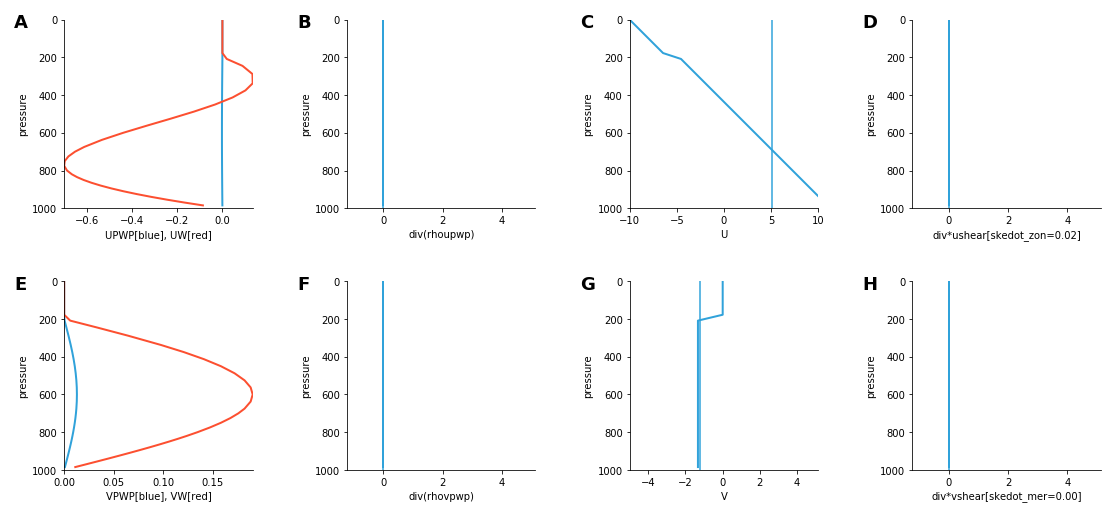 A
0
200
400
600
800
1000
pressure
−0.6 −0.4 −0.2 0.0
UPWP[blue], UW[red]
B
0
200
400
600
800
1000
pressure
0 2 4
div(rhoupwp)
C
0
200
400
600
800
1000
pressure
−10 −5 0 5 10
U
D
0
200
400
600
800
1000
pressure
0 2 4
div*ushear[skedot_zon=0.02]
E
0
200
400
600
800
1000
pressure
0.00 0.05 0.10 0.15
VPWP[blue], VW[red]
F
0
200
400
600
800
1000
pressure
0 2 4
div(rhovpwp)
G
0
200
400
600
800
1000
pressure
−4 −2 0 2 4
V
H
0
200
400
600
800
1000
pressure
0 2 4
div*vshear[skedot_mer=0.00]